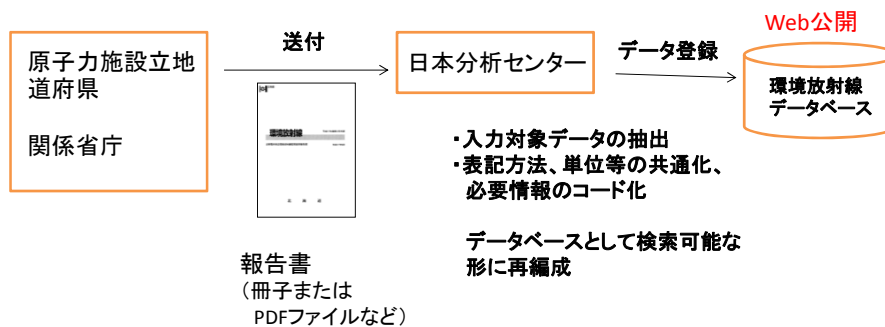 原子力施設立地
道府県
関係省庁
送付
環境放射線
報告書
（冊子または
PDFファイルなど）
日本分析センター
データ登録
・入力対象データの抽出
・表記方法、単位等の共通化、
必要情報のコード化
データベースとして検索可能な
形に再編成
Web公開
環境放射線
データベース